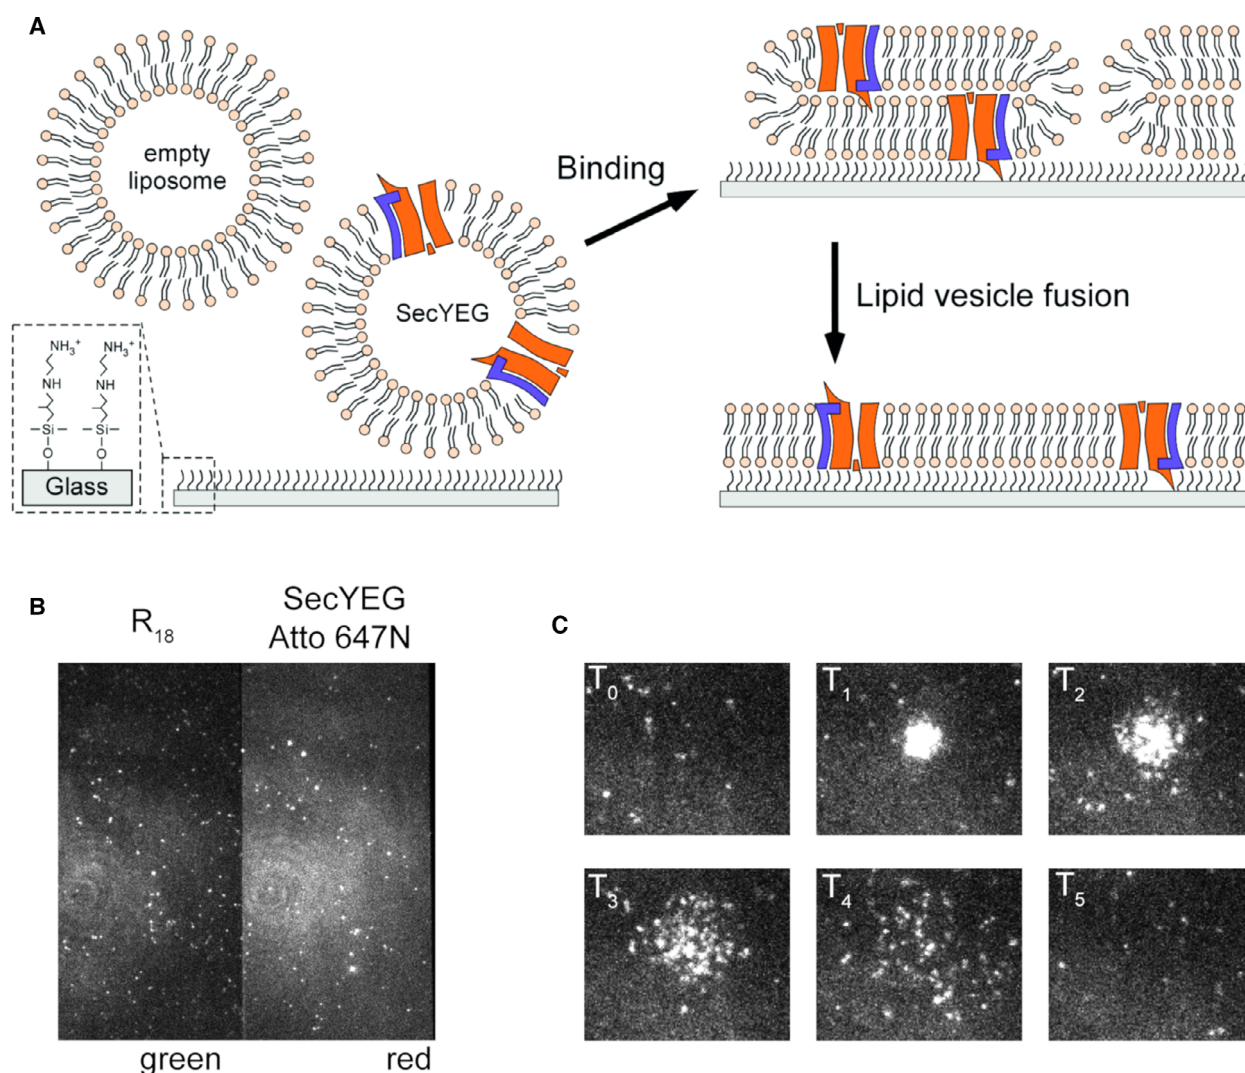 A
empty
liposome
SecYEG
Binding
Lipid vesicle fusion
NH₃⁺ NH₃⁺
NH NH
Si Si
O O
Glass
B
R₁₈
SecYEG
Atto 647N
green
red
C
T₀
T₁
T₂
T₃
T₄
T₅